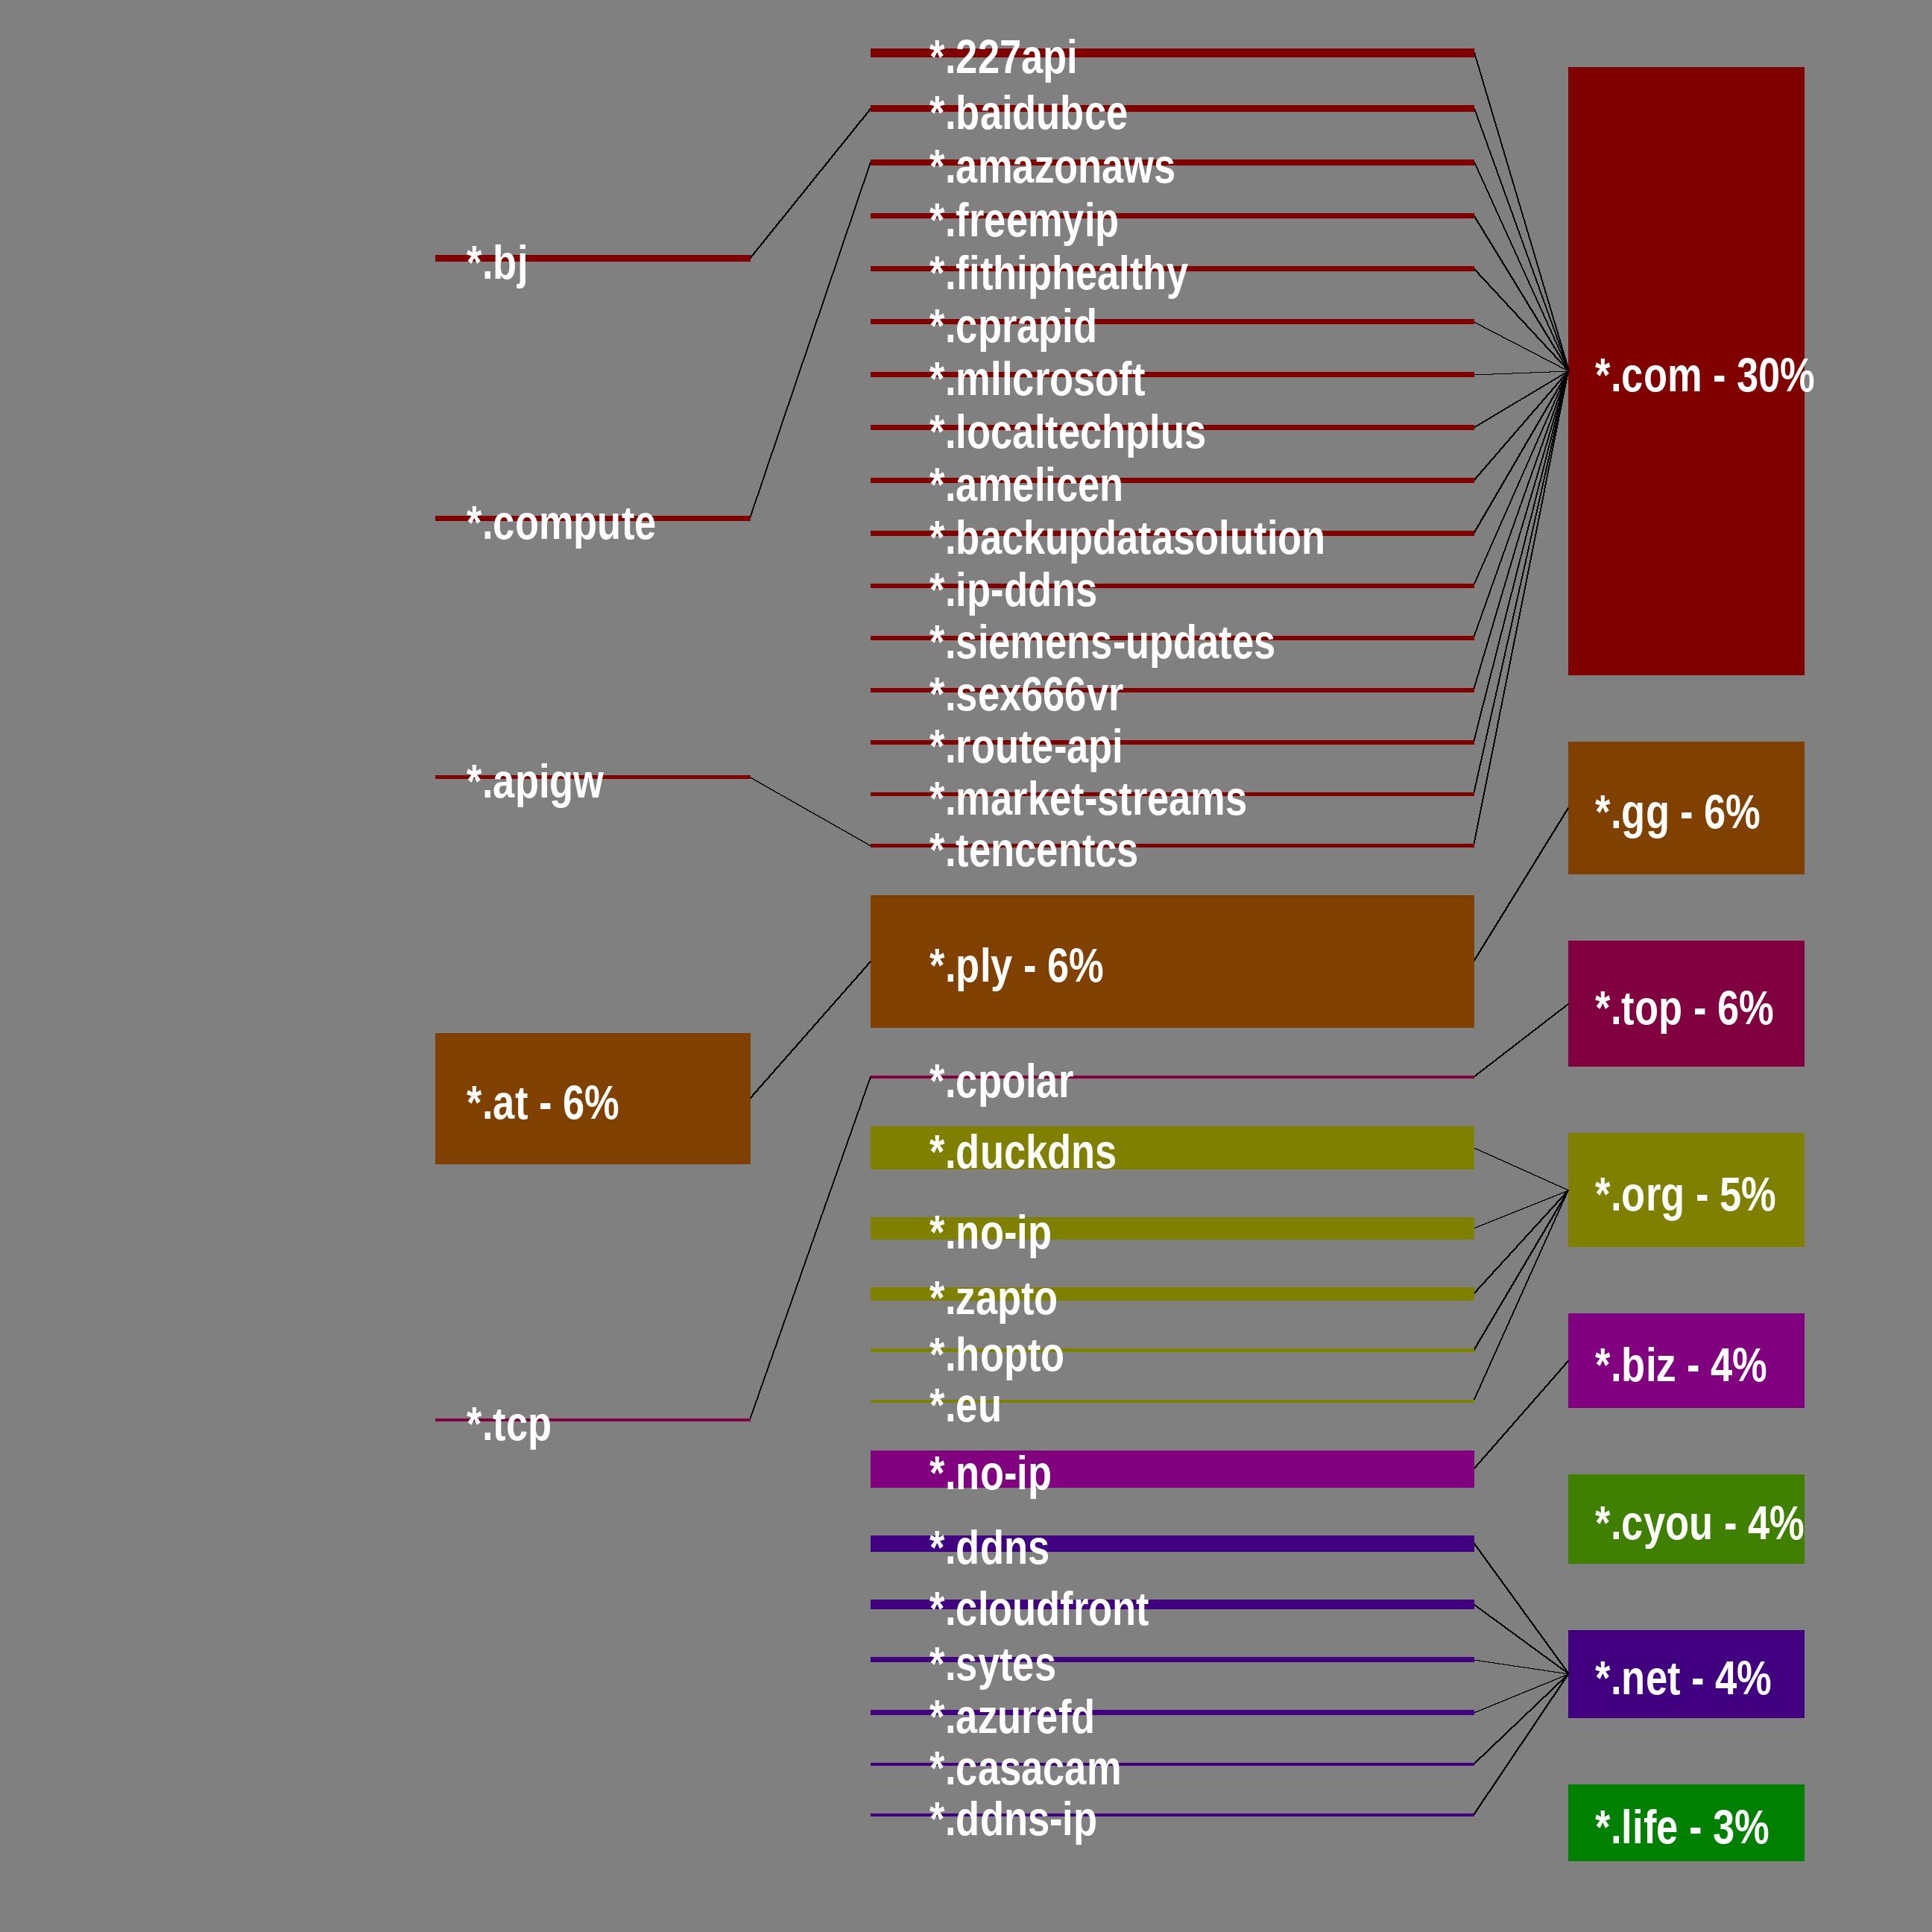 *.bj
*.compute
*.apigw
*.at - 6%
*.tcp
*.227api
*.baidubce
*.amazonaws
*.freemyip
*.fithiphealthy
*.cprapid
*.mllcrosoft
*.localtechplus
*.amelicen
*.backupdatasolution
*.ip-ddns
*.siemens-updates
*.sex666vr
*.route-api
*.market-streams
*.tencentcs
*.ply - 6%
*.cpolar
*.duckdns
*.no-ip
*.zapto
*.hopto
*.eu
*.no-ip
*.ddns
*.cloudfront
*.sytes
*.azurefd
*.casacam
*.ddns-ip
*.com - 30%
*.gg - 6%
*.top - 6%
*.org - 5%
*.biz - 4%
*.cyou - 4%
*.net - 4%
*.life - 3%